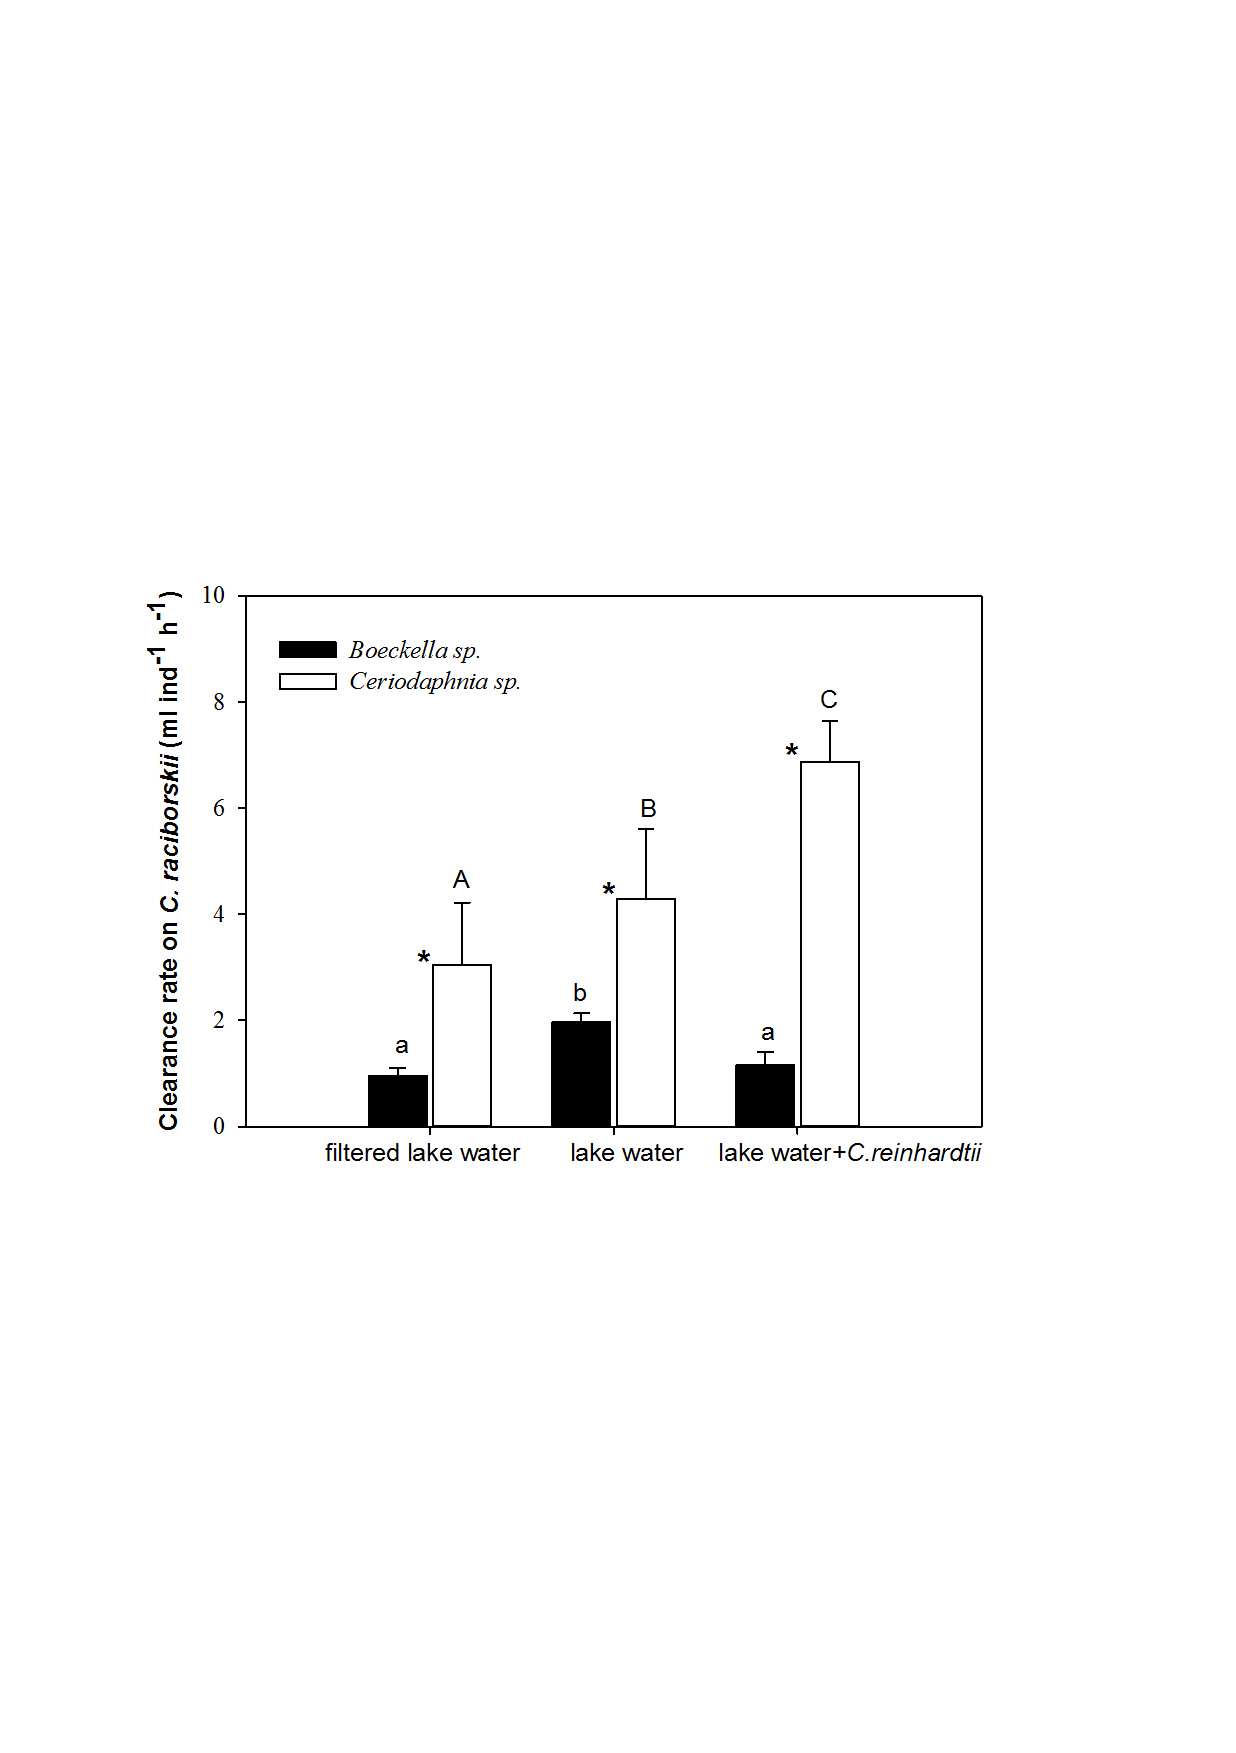 Clearance rate on C. raciborskii (ml ind-1 h-1)
10
8
6
4
2
0
Boeckella sp.
Ceriodaphnia sp.
a
*
A
b
*
B
a
*
C
filtered lake water
lake water
lake water+C.reinhardtii